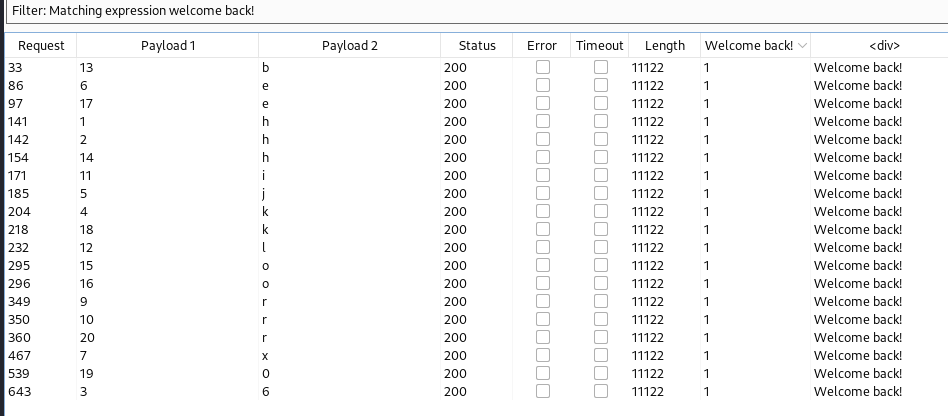 Filter: Matching expression welcome back!
Request Payload 1 Payload 2 Status Error Timeout Length Welcome back! <div>
33 13 b 200 11122 1 Welcome back!
86 6 e 200 11122 1 Welcome back!
97 17 e 200 11122 1 Welcome back!
141 1 h 200 11122 1 Welcome back!
142 2 h 200 11122 1 Welcome back!
154 14 h 200 11122 1 Welcome back!
171 11 i 200 11122 1 Welcome back!
185 5 j 200 11122 1 Welcome back!
204 4 k 200 11122 1 Welcome back!
218 18 k 200 11122 1 Welcome back!
232 12 l 200 11122 1 Welcome back!
295 15 o 200 11122 1 Welcome back!
296 16 o 200 11122 1 Welcome back!
349 9 r 200 11122 1 Welcome back!
350 10 r 200 11122 1 Welcome back!
360 20 r 200 11122 1 Welcome back!
467 7 x 200 11122 1 Welcome back!
539 19 0 200 11122 1 Welcome back!
643 3 6 200 11122 1 Welcome back!